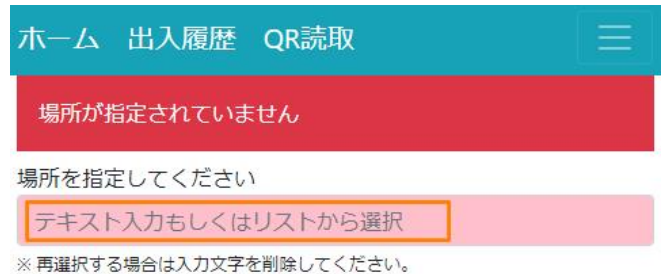 ホーム 出入履歴 QR読取
場所が指定されていません
場所を指定してください
テキスト入力もしくはリストから選択
※ 再選択する場合は入力文字を削除してください。